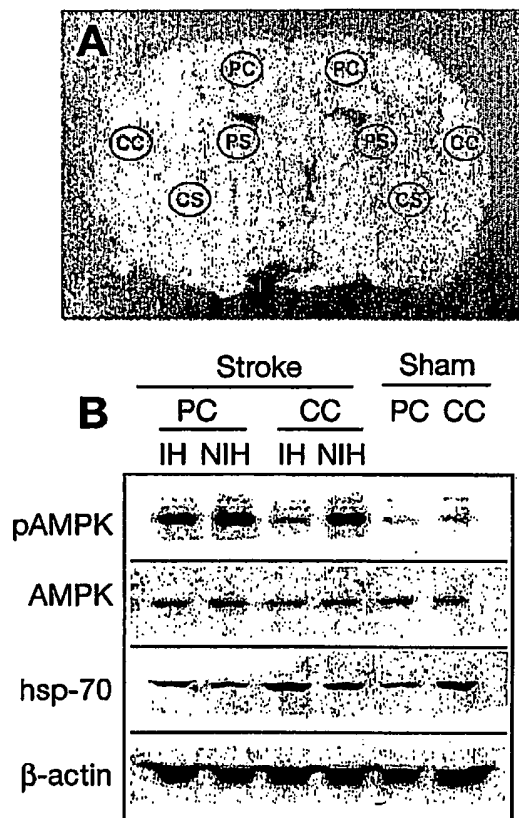 A
PC PC
CC PS PS CC
CS CS
Stroke Sham
B PC CC PC CC
IH NIH IH NIH
pAMPK
AMPK
hsp-70
β-actin